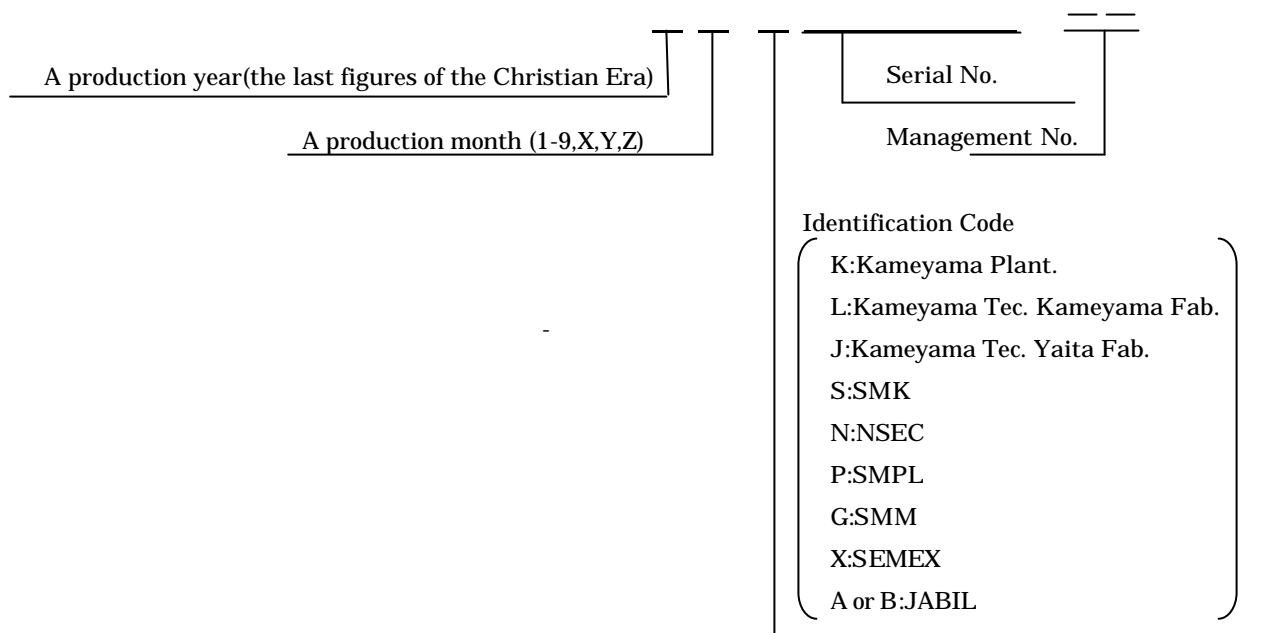 A production year(the last figures of the Christian Era)
Serial No.
A production month (1-9,X,Y,Z)
Management No.
Identification Code
K:Kameyama Plant.
L:Kameyama Tec. Kameyama Fab.
-
J:Kameyama Tec. Yaita Fab.
S:SMK
N:NSEC
P:SMPL
G:SMM
X:SEMEX
A or B:JABIL